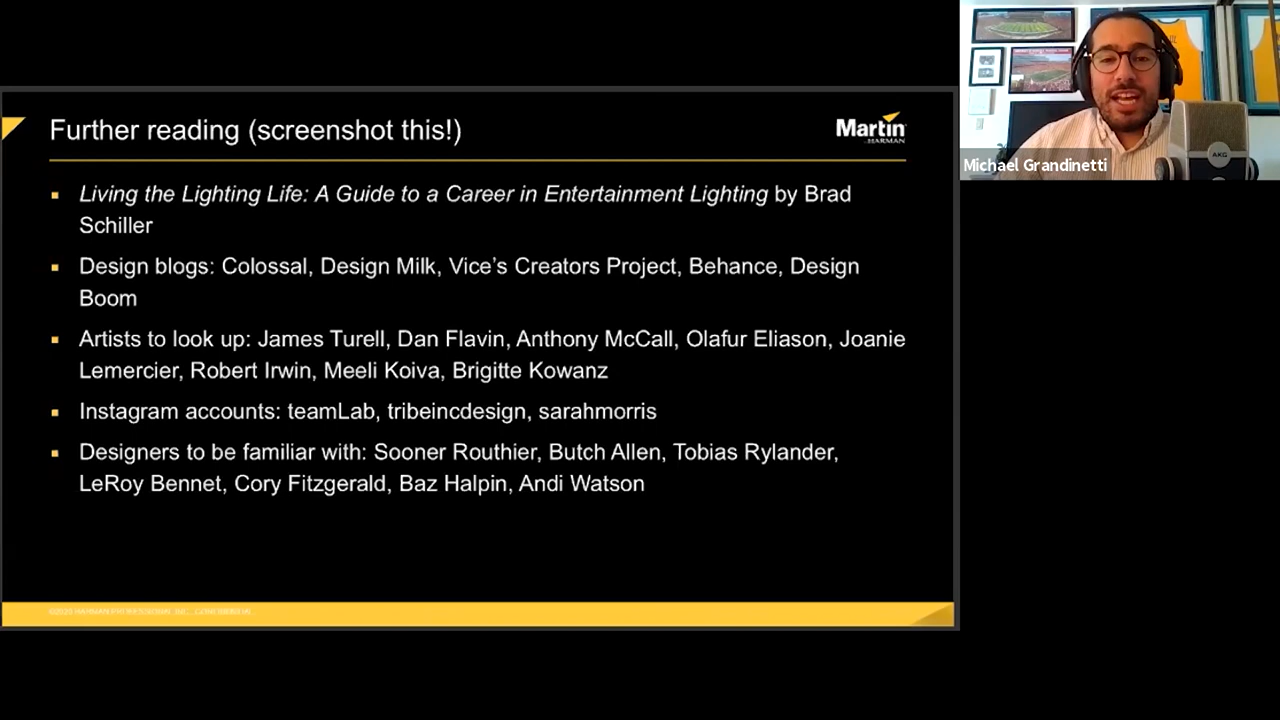 Further reading (screenshot this!)
Martin
HARMAN
▪ Living the Lighting Life: A Guide to a Career in Entertainment Lighting by Brad
Schiller
▪ Design blogs: Colossal, Design Milk, Vice’s Creators Project, Behance, Design
Boom
▪ Artists to look up: James Turell, Dan Flavin, Anthony McCall, Olafur Eliason, Joanie
Lemercier, Robert Irwin, Meeli Koiva, Brigitte Kowanz
▪ Instagram accounts: teamLab, tribeincdesign, sarahmorris
▪ Designers to be familiar with: Sooner Routhier, Butch Allen, Tobias Rylander,
LeRoy Bennet, Cory Fitzgerald, Baz Halpin, Andi Watson
Michael Grandinetti
AKG